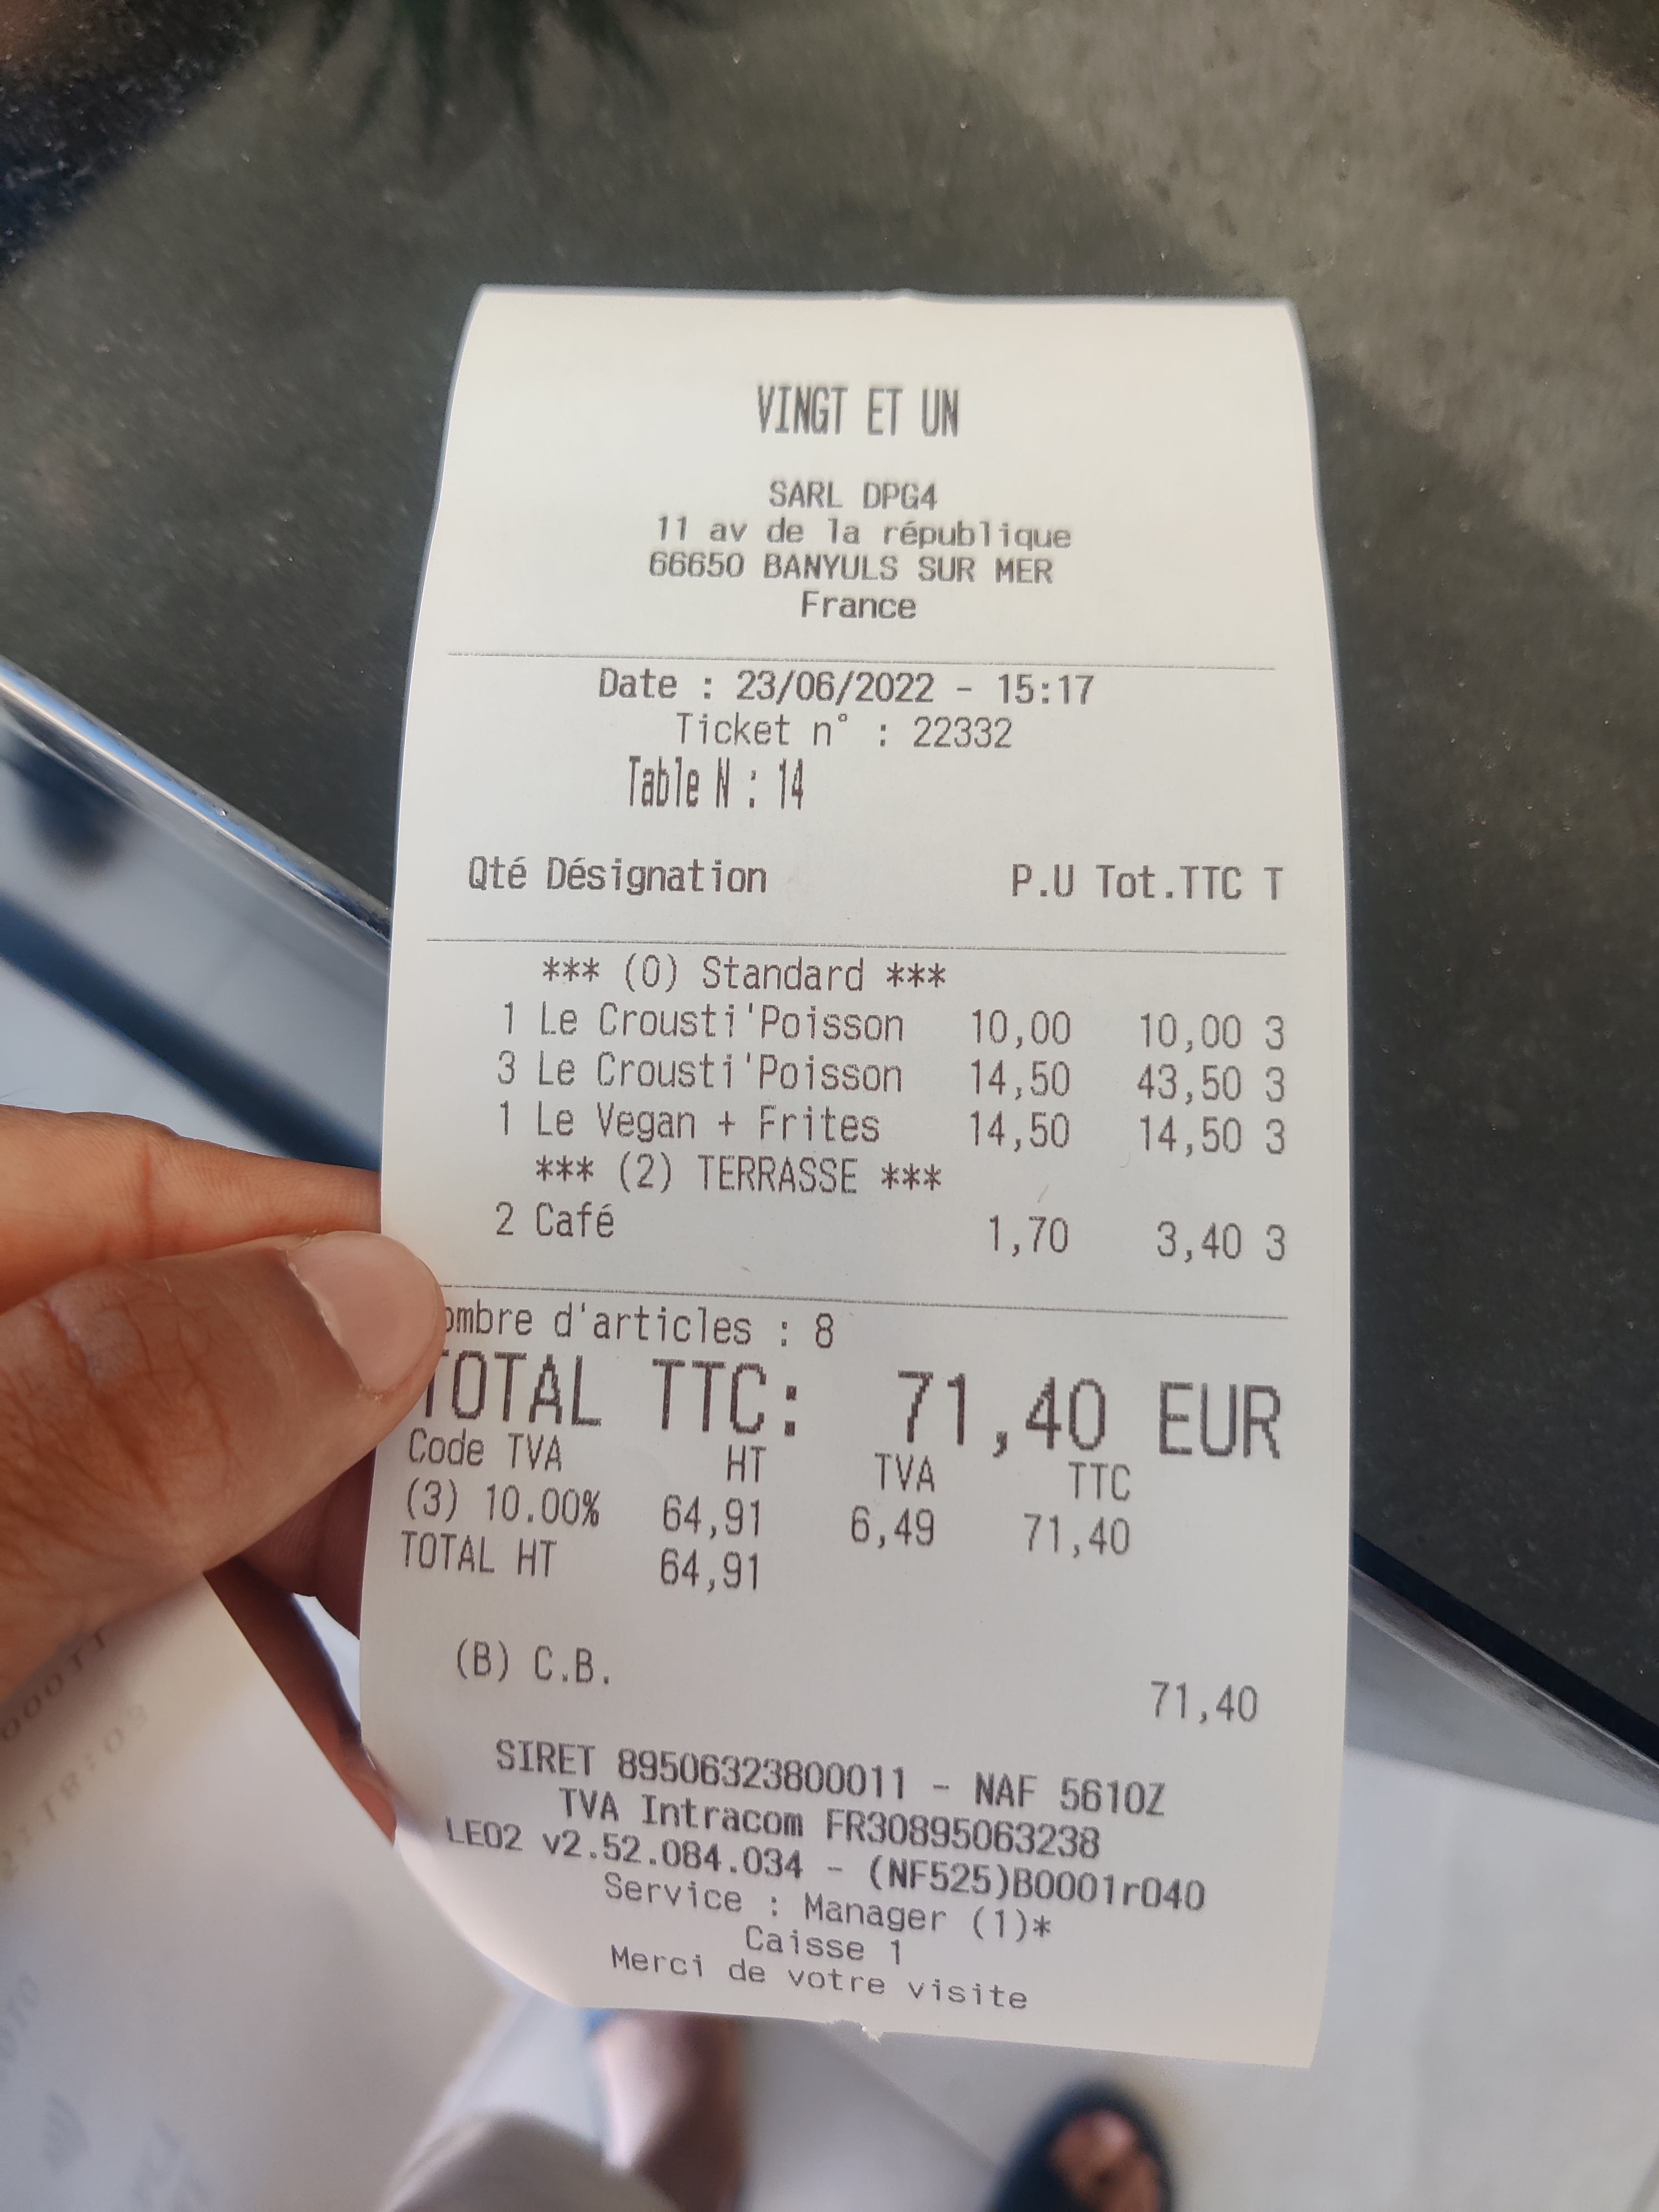 VINGT ET UN
SARL DPG4
11 av de la république
66650 BANYULS SUR MER
France
Date : 23/06/2022 - 15:17
Ticket n° : 22332
Table N : 14
Qté Désignation P.U Tot.TTC T
*** (0) Standard ***
1 Le Crousti'Poisson 10,00 10,00 3
3 Le Crousti'Poisson 14,50 43,50 3
1 Le Vegan + Frites 14,50 14,50 3
*** (2) TERRASSE ***
2 Café 1,70 3,40 3
ombre d'articles : 8
TOTAL TTC: 71,40 EUR
Code TVA HT TVA TTC
(3) 10.00% 64,91 6,49 71,40
TOTAL HT 64,91
(B) C.B. 71,40
SIRET 89506323800011 - NAF 5610Z
TVA Intracom FR30895063238
LEO2 v2.52.084.034 - (NF525)B0001r040
Service : Manager (1)*
Caisse 1
Merci de votre visite